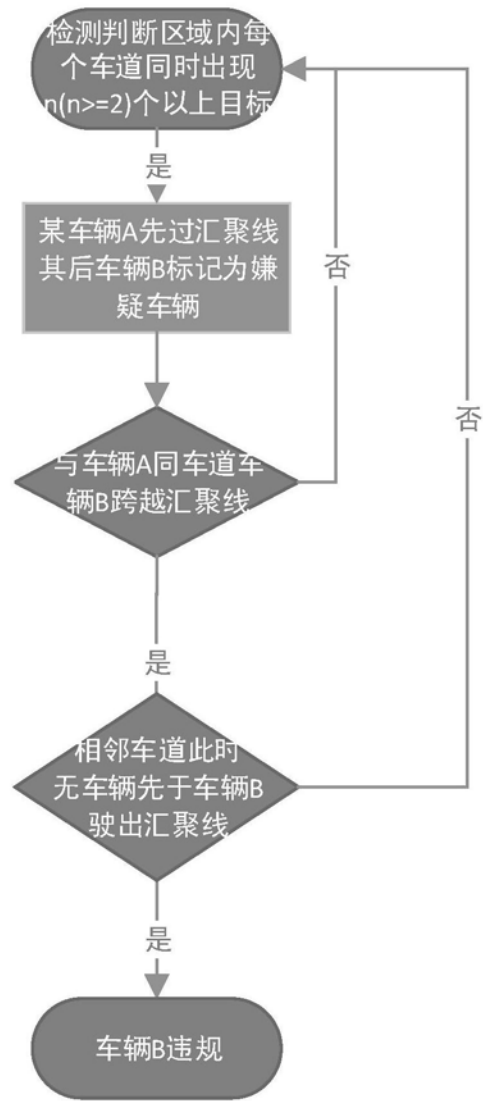 检测判断区域内每
个车道同时出现
n(n>=2)个以上目标
是
某车辆A先过汇聚线
其后车辆B标记为嫌
疑车辆
否
与车辆A同车道车
辆B跨越汇聚线
否
是
相邻车道此时
无车辆先于车辆B
驶出汇聚线
是
车辆B违规